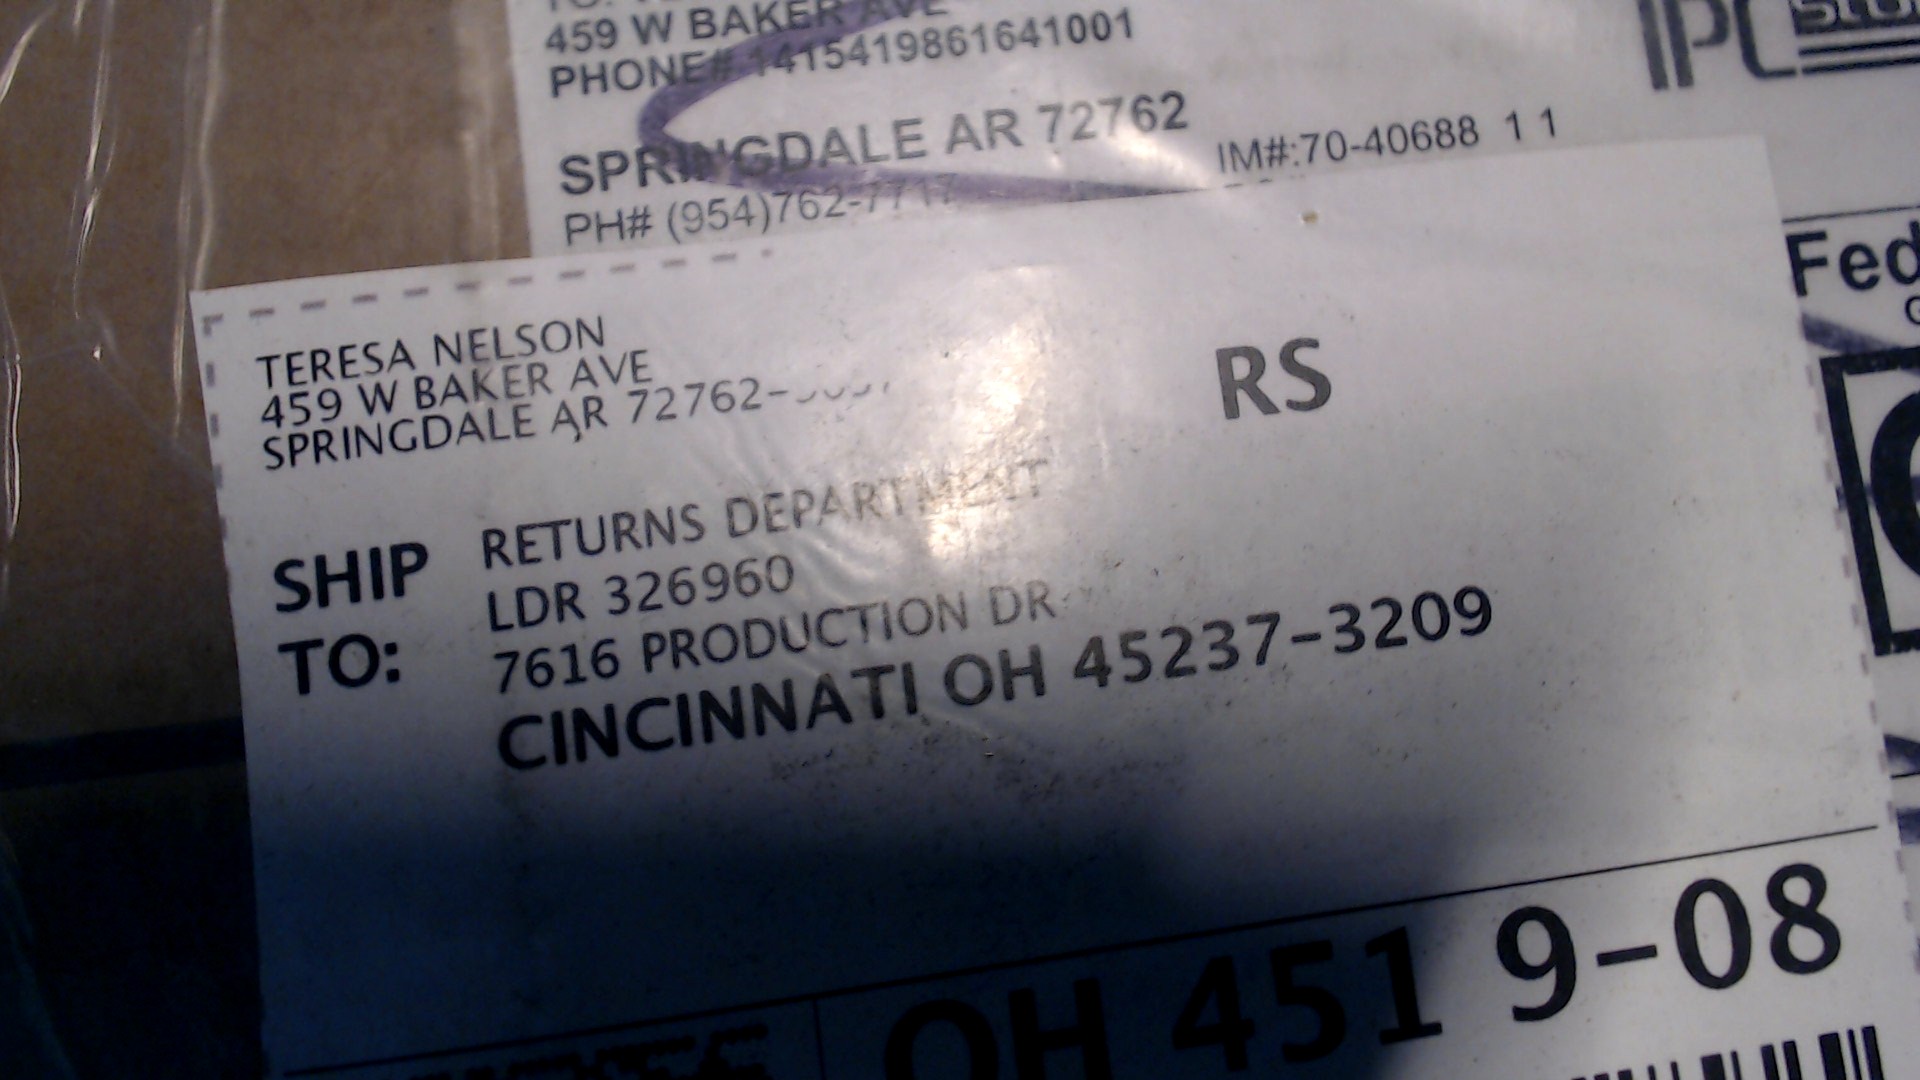 459 W BAKER AVE
PHONE# 1415419861641001
SPRINGDALE AR 72762
IM#:70-40688 1 1
PH# (954)762-7717
IPC
Fed
TERESA NELSON
459 W BAKER AVE
SPRINGDALE AR 72762-
RS
SHIP TO:
RETURNS DEPARTMENT
LDR 326960
7616 PRODUCTION DR
CINCINNATI OH 45237-3209
OH 451 9-08